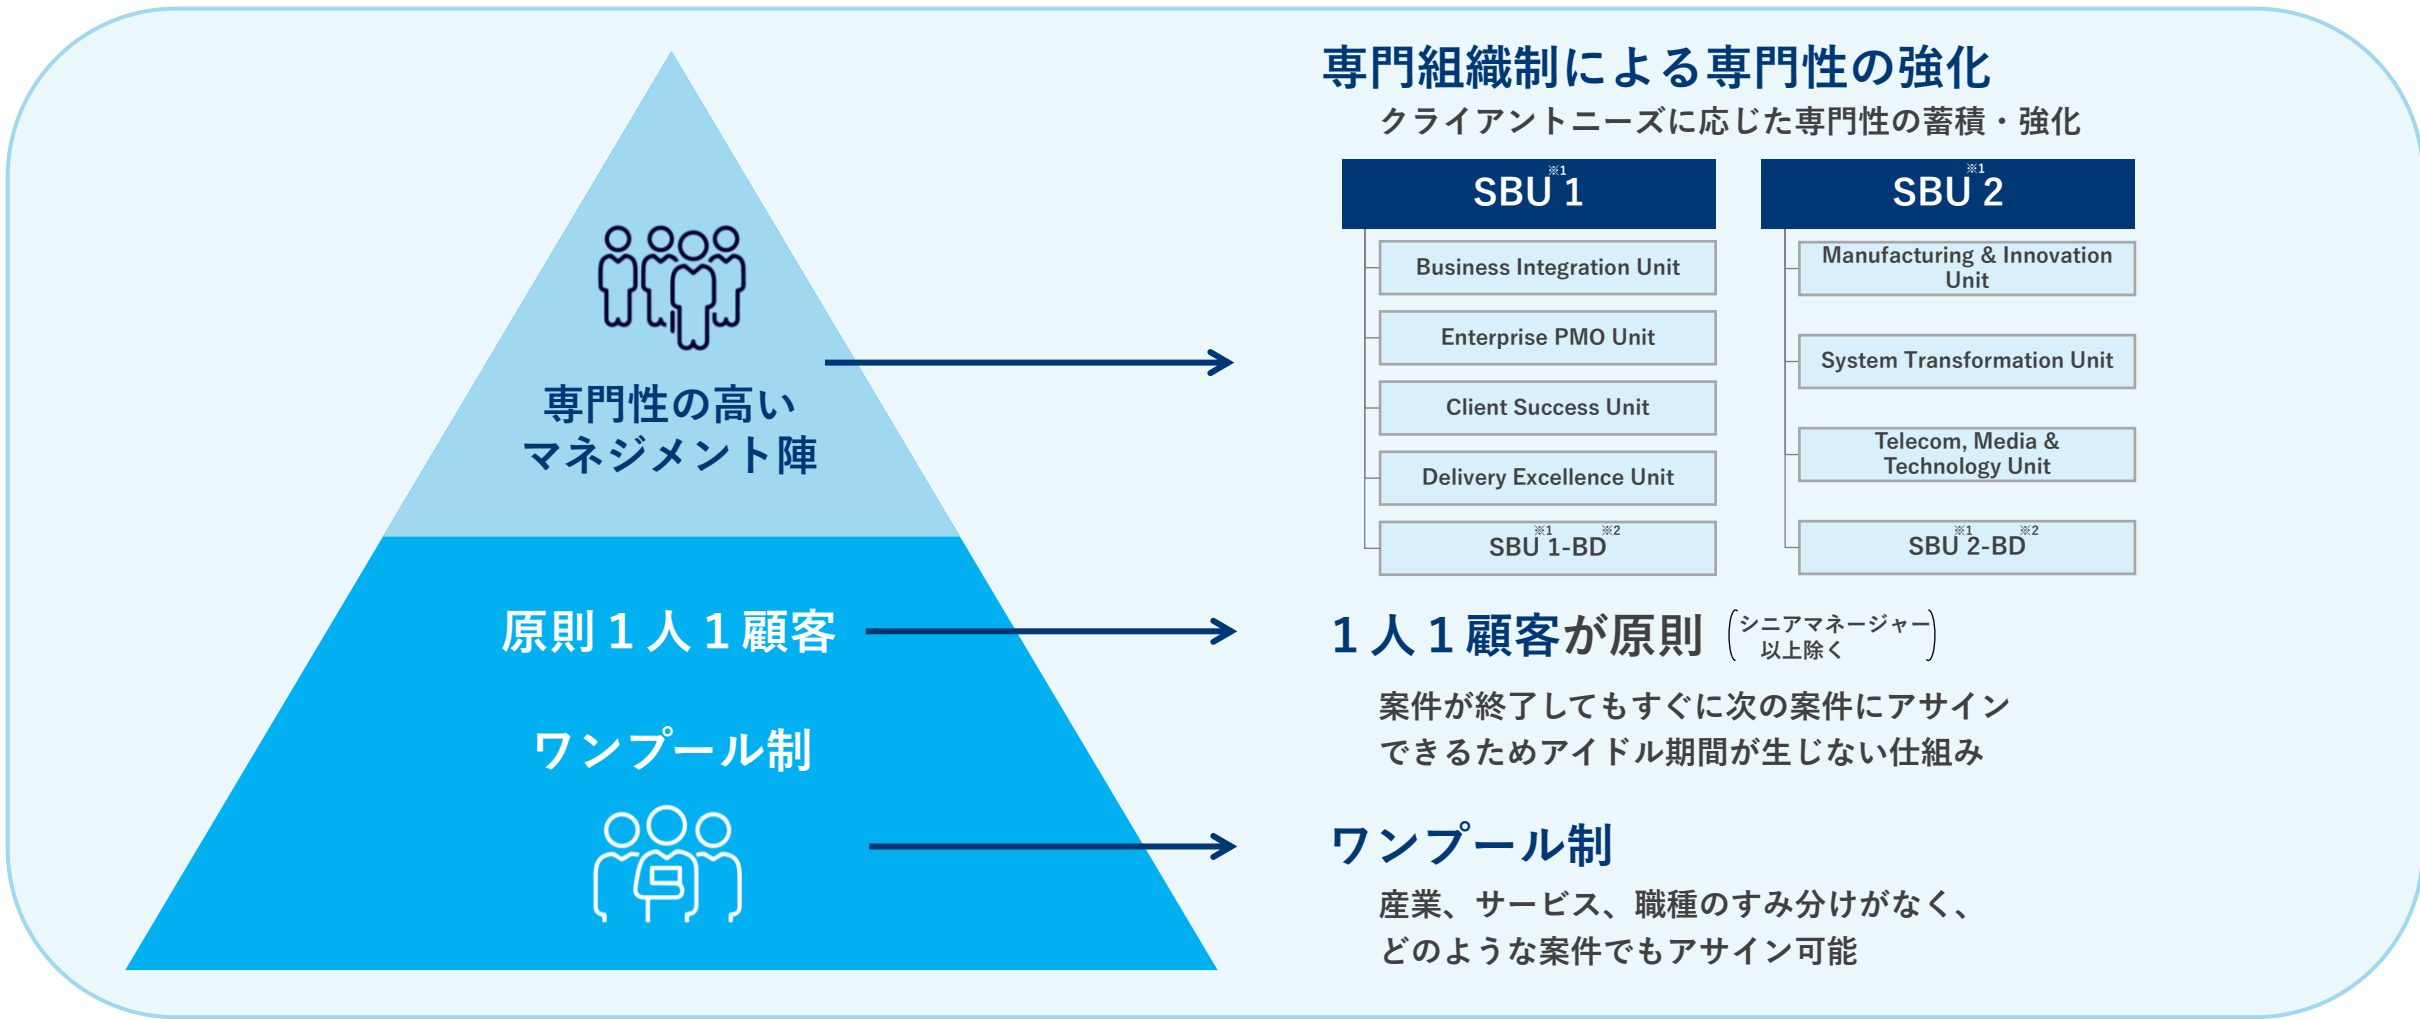 専門性の高い
マネジメント陣
原則１人１顧客
ワンプール制
専門組織制による専門性の強化
クライアントニーズに応じた専門性の蓄積・強化
SBU※1 1
Business Integration Unit
Enterprise PMO Unit
Client Success Unit
Delivery Excellence Unit
SBU※1 1-BD※2
SBU※1 2
Manufacturing & Innovation
Unit
System Transformation Unit
Telecom, Media &
Technology Unit
SBU※1 2-BD※2
１人１顧客が原則
(シニアマネージャー
以上除く)
案件が終了してもすぐに次の案件にアサイン
できるためアイドル期間が生じない仕組み
ワンプール制
産業、サービス、職種のすみ分けがなく、
どのような案件でもアサイン可能